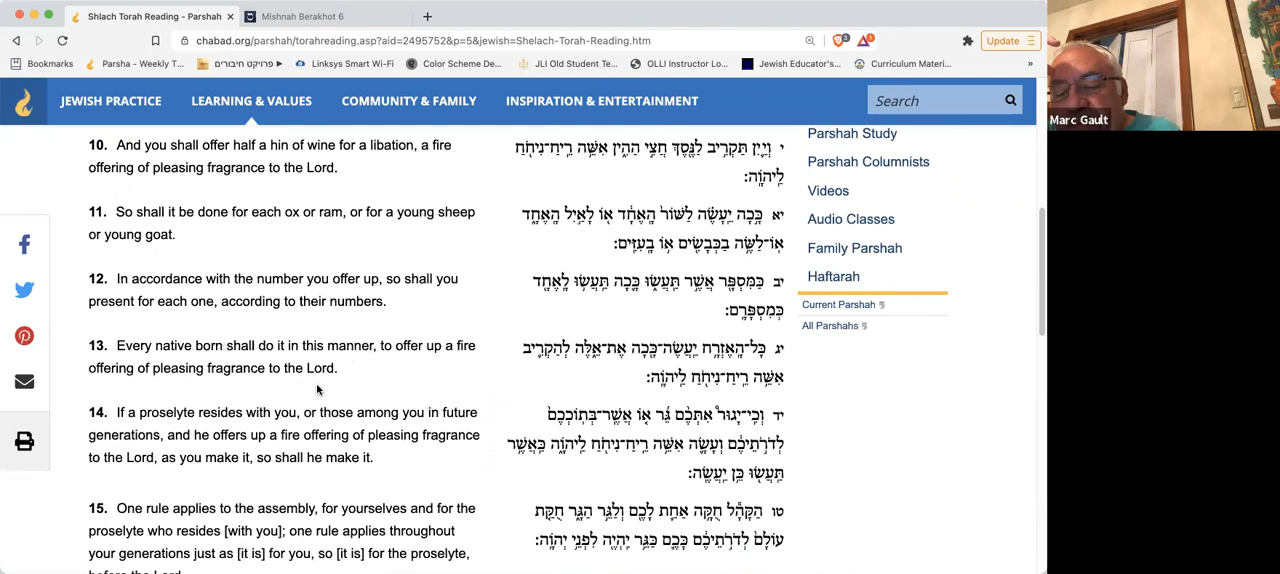 Shlach Torah Reading - Parshah
Mishnah Berakhot 6
chabad.org/parshah/torahreading.asp?aid=2495752&p=5&jewish=Shelach-Torah-Reading.htm
Update
Bookmarks
Parsha - Weekly T...
פרויקט חיבורים
Linksys Smart Wi-Fi
Color Scheme De...
JLI Old Student Te...
OLLI Instructor Lo...
Jewish Educator's...
Curriculum Materi...
JEWISH PRACTICE
LEARNING & VALUES
COMMUNITY & FAMILY
INSPIRATION & ENTERTAINMENT
Search
Marc Gault
10. And you shall offer half a hin of wine for a libation, a fire
offering of pleasing fragrance to the Lord.
י וְיַ֛יִן תַּקְרִ֥יב לַנֶּ֖סֶךְ חֲצִ֣י הַהִ֑ין אִשֵּׁ֥ה רֵֽיחַ־נִיחֹ֖חַ
לַֽיהֹוָֽה:
11. So shall it be done for each ox or ram, or for a young sheep
or young goat.
יא כָּ֣כָה יֵֽעָשֶׂ֗ה לַשּׁוֹר֙ הָֽאֶחָ֔ד א֖וֹ לָאַ֣יִל הָֽאֶחָ֑ד
אֽוֹ־לַשֶּׂ֥ה בַכְּבָשִׂ֖ים א֥וֹ בָֽעִזִּֽים:
12. In accordance with the number you offer up, so shall you
present for each one, according to their numbers.
יב כַּמִּסְפָּ֖ר אֲשֶׁ֣ר תַּֽעֲשׂ֑וּ כָּ֛כָה תַּֽעֲשׂ֥וּ לָֽאֶחָ֖ד
כְּמִסְפָּרָֽם:
13. Every native born shall do it in this manner, to offer up a fire
offering of pleasing fragrance to the Lord.
יג כָּל־הָֽאֶזְרָ֥ח יַֽעֲשֶׂה־כָּ֖כָה אֶת־אֵ֑לֶּה לְהַקְרִ֛יב
אִשֵּׁ֥ה רֵֽיחַ־נִיחֹ֖חַ לַֽיהֹוָֽה:
14. If a proselyte resides with you, or those among you in future
generations, and he offers up a fire offering of pleasing fragrance
to the Lord, as you make it, so shall he make it.
יד וְכִֽי־יָגוּר֩ אִתְּכֶ֨ם גֵּ֜ר א֤וֹ אֲשֶׁר־בְּתֽוֹכְכֶם֙
לְדֹרֹ֣תֵיכֶ֔ם וְעָשָׂ֛ה אִשֵּׁ֥ה רֵֽיחַ־נִיחֹ֖חַ לַֽיהֹוָ֑ה כַּֽאֲשֶׁ֥ר
תַּֽעֲשׂ֖וּ כֵּ֥ן יַֽעֲשֶֽׂה:
15. One rule applies to the assembly, for yourselves and for the
proselyte who resides [with you]; one rule applies throughout
your generations just as [it is] for you, so [it is] for the proselyte,
before the Lord
טו הַקָּהָ֕ל חֻקָּ֥ה אַחַ֛ת לָכֶ֖ם וְלַגֵּ֣ר הַגָּ֑ר חֻקַּ֤ת
עוֹלָם֙ לְדֹרֹ֣תֵיכֶ֔ם כָּכֶ֛ם כַּגֵּ֥ר יִֽהְיֶ֖ה לִפְנֵ֥י יְהֹוָֽה:
Parshah Study
Parshah Columnists
Videos
Audio Classes
Family Parshah
Haftarah
Current Parshah
All Parshahs